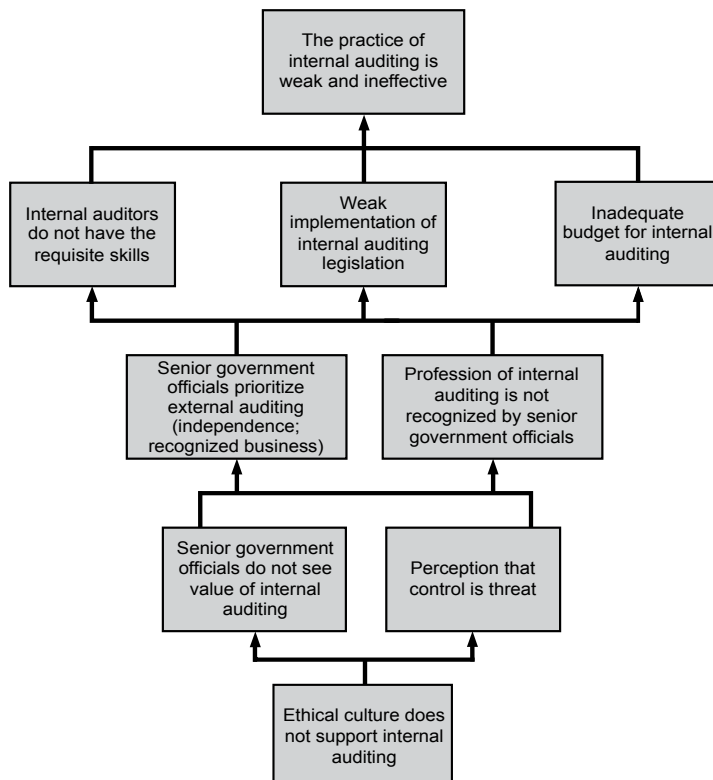 The practice of
internal auditing is
weak and ineffective
Internal auditors
do not have the
requisite skills
Weak
implementation of
internal auditing
legislation
Inadequate
budget for internal
auditing
Senior government
officials prioritize
external auditing
(independence;
recognized business)
Profession of internal
auditing is not
recognized by senior
government officials
Senior government
officials do not see
value of internal
auditing
Perception that
control is threat
Ethical culture does
not support internal
auditing